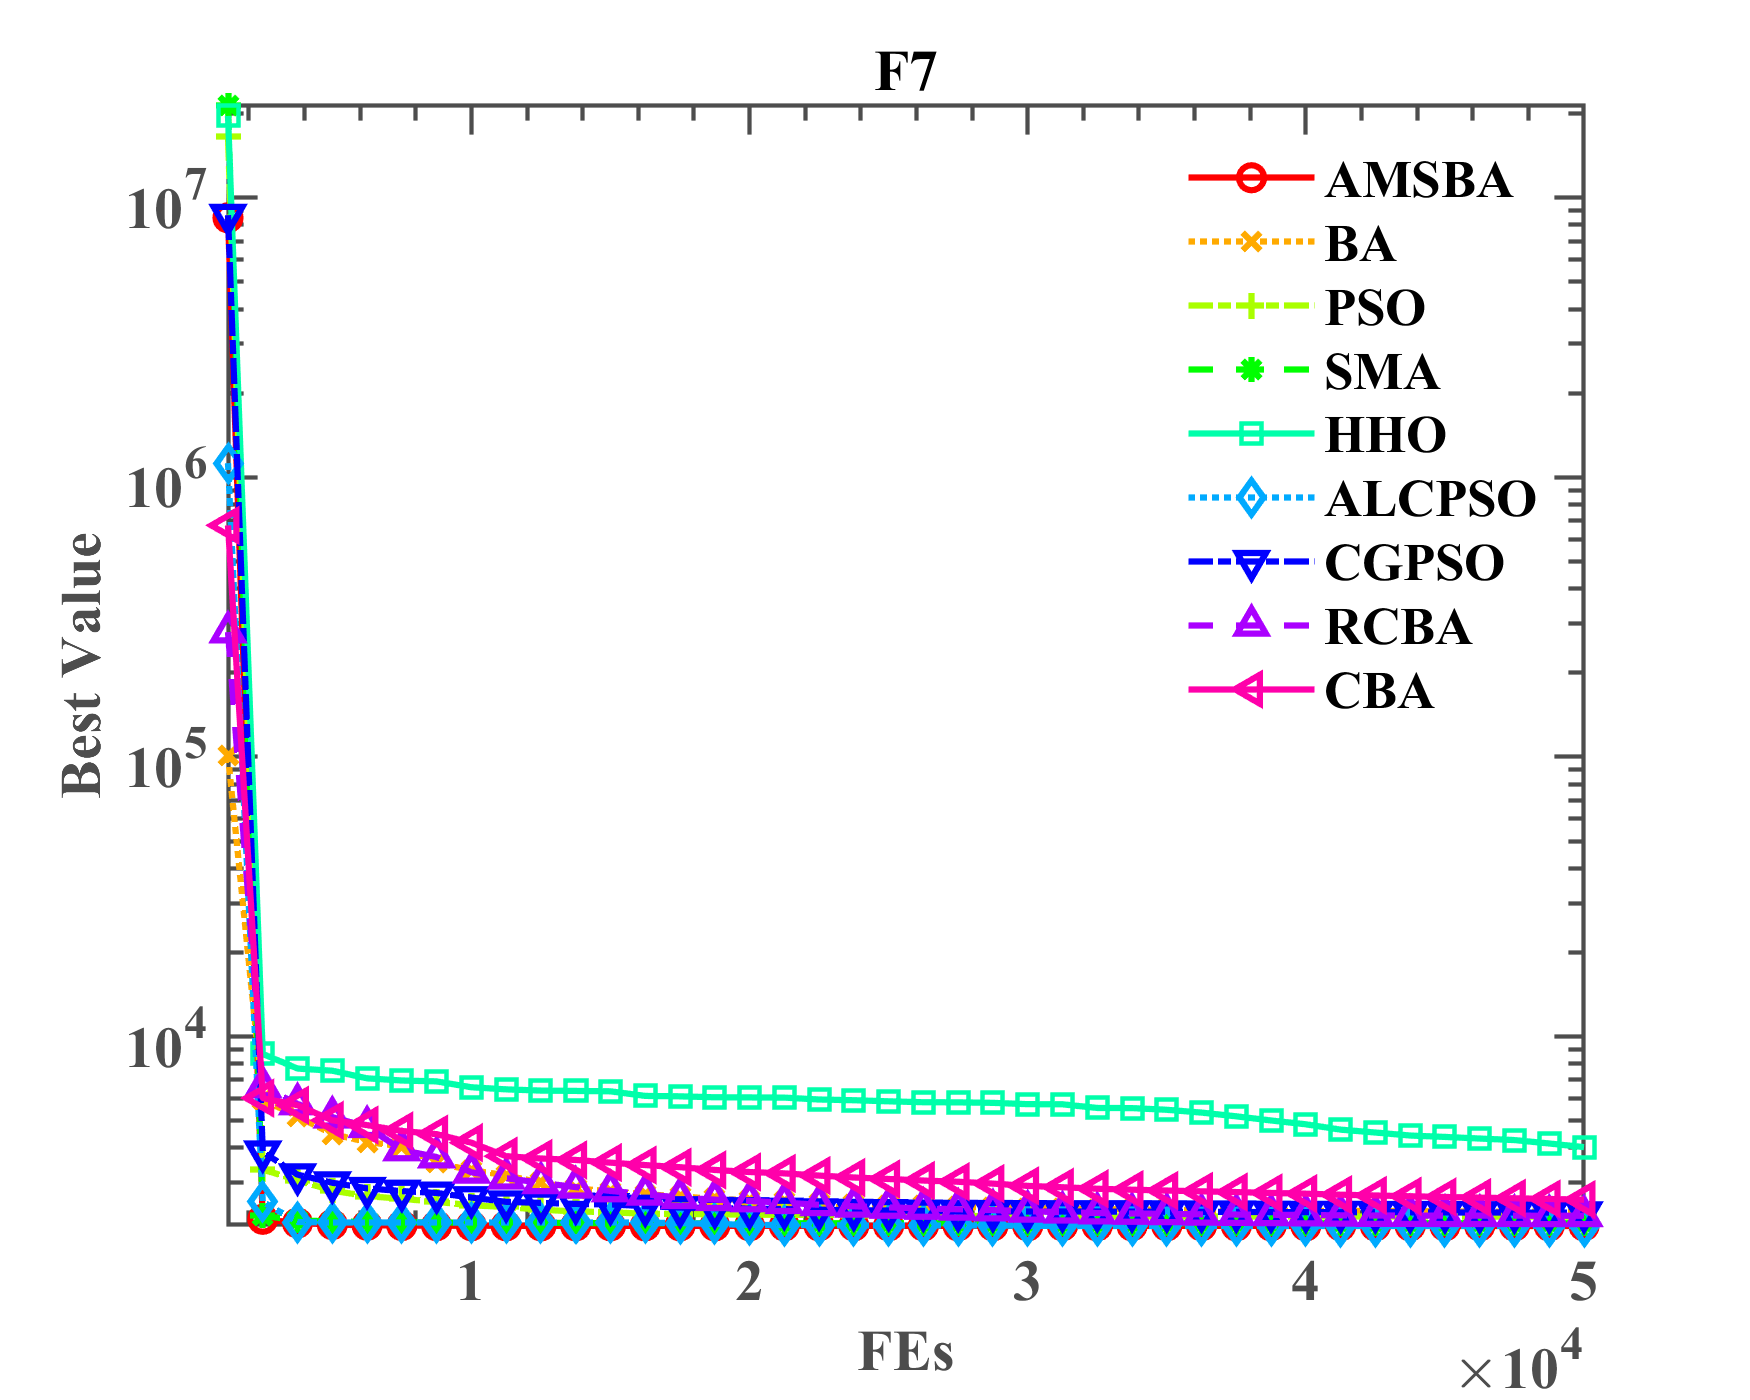 F7
10^7
10^6
10^5
10^4
Best Value
AMSBA
BA
PSO
SMA
HHO
ALCPSO
CGPSO
RCBA
CBA
1 2 3 4 5
FEs
×10^4